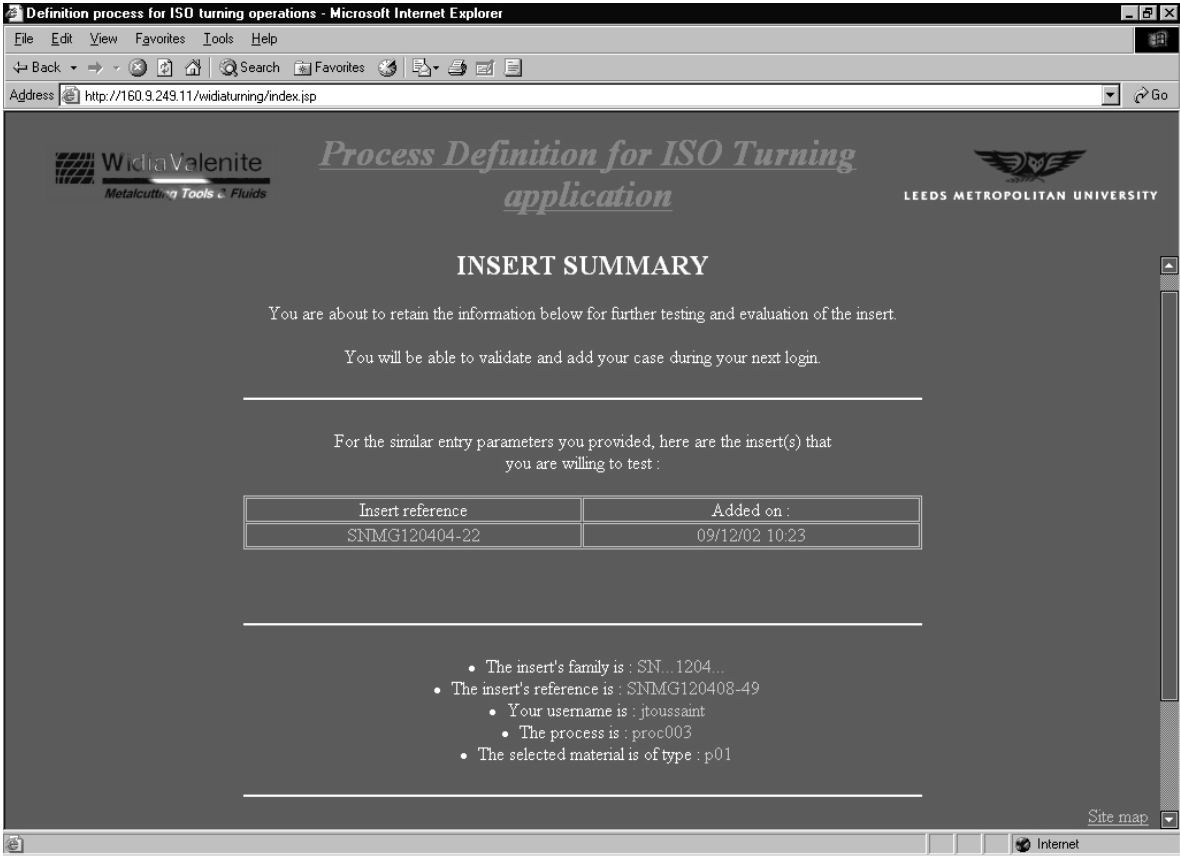 Definition process for ISO turning operations - Microsoft Internet Explorer
File Edit View Favorites Tools Help
Back Search Favorites
Address http://160.9.249.11/widiaturning/index.jsp Go
WidiaValenite
Metalcutting Tools & Fluids
Process Definition for ISO Turning
application
LEEDS METROPOLITAN UNIVERSITY
INSERT SUMMARY
You are about to retain the information below for further testing and evaluation of the insert.
You will be able to validate and add your case during your next login.
For the similar entry parameters you provided, here are the insert(s) that
you are willing to test :
Insert reference Added on :
SNMG120404-22 09/12/02 10:23
• The insert's family is : SN...1204...
• The insert's reference is : SNMG120408-49
• Your username is : jtoussaint
• The process is : proc003
• The selected material is of type : p01
Site map
Internet